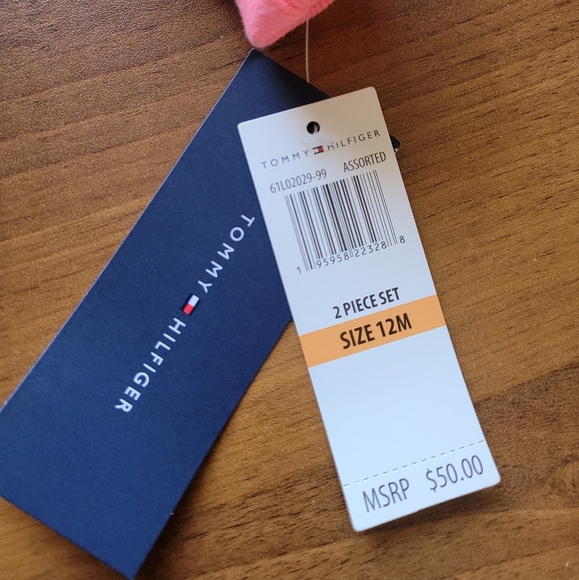 TOMMY HILFIGER
TOMMY HILFIGER
61L02029-99 ASSORTED
1 95958 22328 8
2 PIECE SET
SIZE 12M
MSRP $50.00